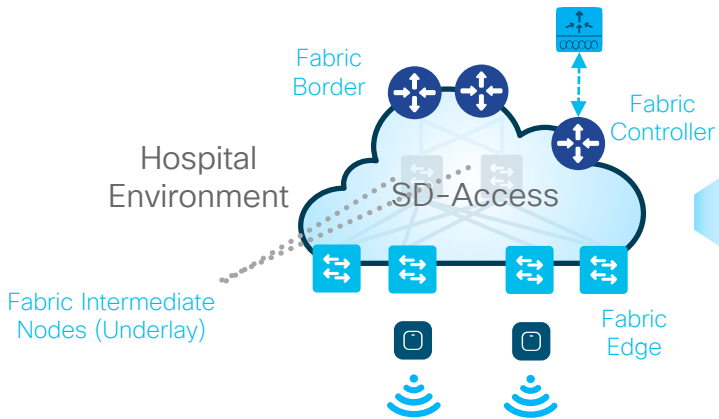 Fabric
Border
Fabric
Controller
Hospital
Environment
SD-Access
Fabric Intermediate
Nodes (Underlay)
Fabric
Edge